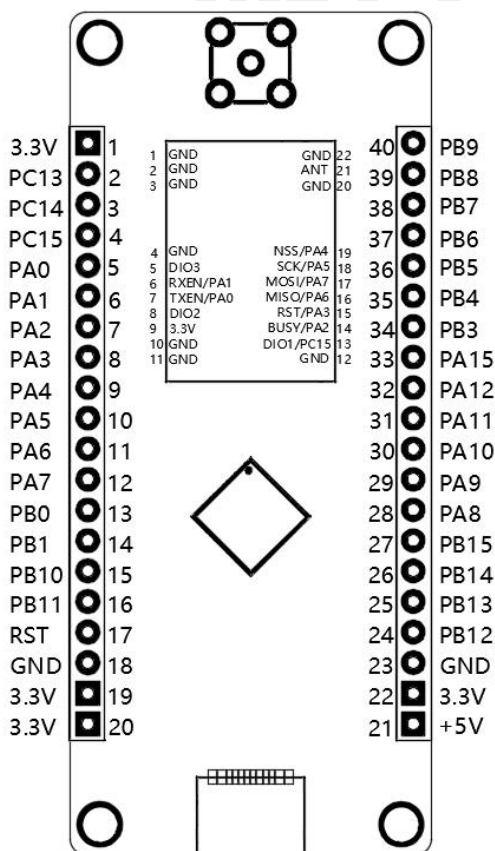 3.3V 1 40 PB9
PC13 2 39 PB8
PC14 3 38 PB7
PC15 4 37 PB6
PA0 5 36 PB5
PA1 6 35 PB4
PA2 7 34 PB3
PA3 8 33 PA15
PA4 9 32 PA12
PA5 10 31 PA11
PA6 11 30 PA10
PA7 12 29 PA9
PB0 13 28 PA8
PB1 14 27 PB15
PB10 15 26 PB14
PB11 16 25 PB13
RST 17 24 PB12
GND 18 23 GND
3.3V 19 22 3.3V
3.3V 20 21 +5V
1 GND GND 22
2 GND ANT 21
3 GND GND 20
4 GND NSS/PA4 19
5 DIO3 SCK/PA5 18
6 RXEN/PA1 MOSI/PA7 17
7 TXEN/PA0 MISO/PA6 16
8 DIO2 RST/PA3 15
9 3.3V BUSY/PA2 14
10 GND DIO1/PC15 13
11 GND GND 12